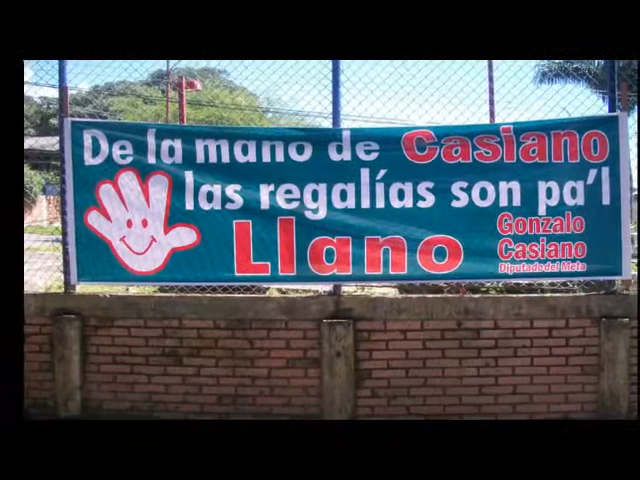 De la mano de Casiano
las regalías son pa'l
Llano
Gonzalo
Casiano
Diputado del Meta